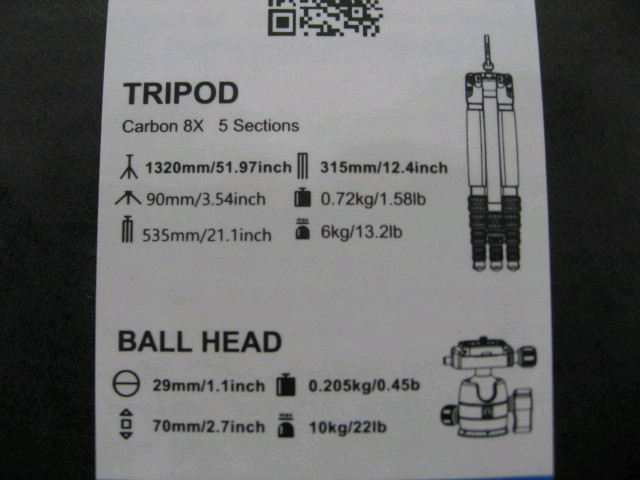 TRIPOD
Carbon 8X 5 Sections
1320mm/51.97inch 315mm/12.4inch
90mm/3.54inch 0.72kg/1.58lb
535mm/21.1inch max 6kg/13.2lb
BALL HEAD
29mm/1.1inch 0.205kg/0.45b
70mm/2.7inch max 10kg/22lb